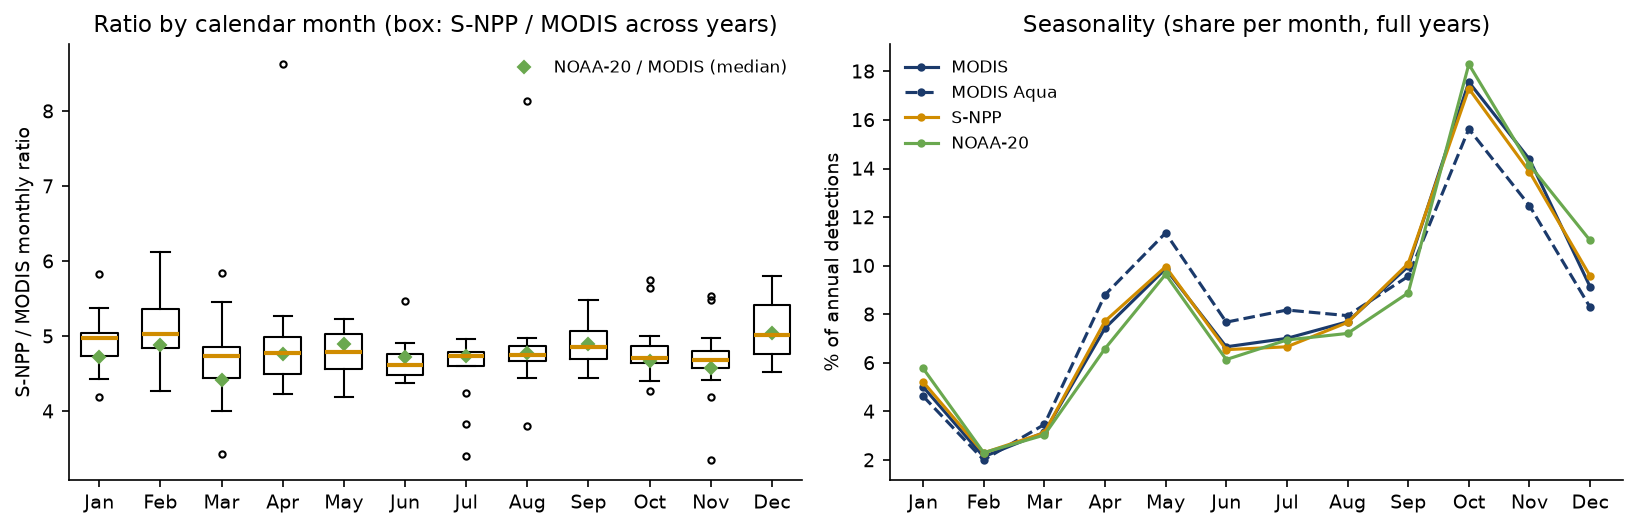 Ratio by calendar month (box: S-NPP / MODIS across years)
NOAA-20 / MODIS (median)
S-NPP / MODIS monthly ratio
8
7
6
5
4
Jan Feb Mar Apr May Jun Jul Aug Sep Oct Nov Dec
Seasonality (share per month, full years)
MODIS
MODIS Aqua
S-NPP
NOAA-20
% of annual detections
18
16
14
12
10
8
6
4
2
Jan Feb Mar Apr May Jun Jul Aug Sep Oct Nov Dec